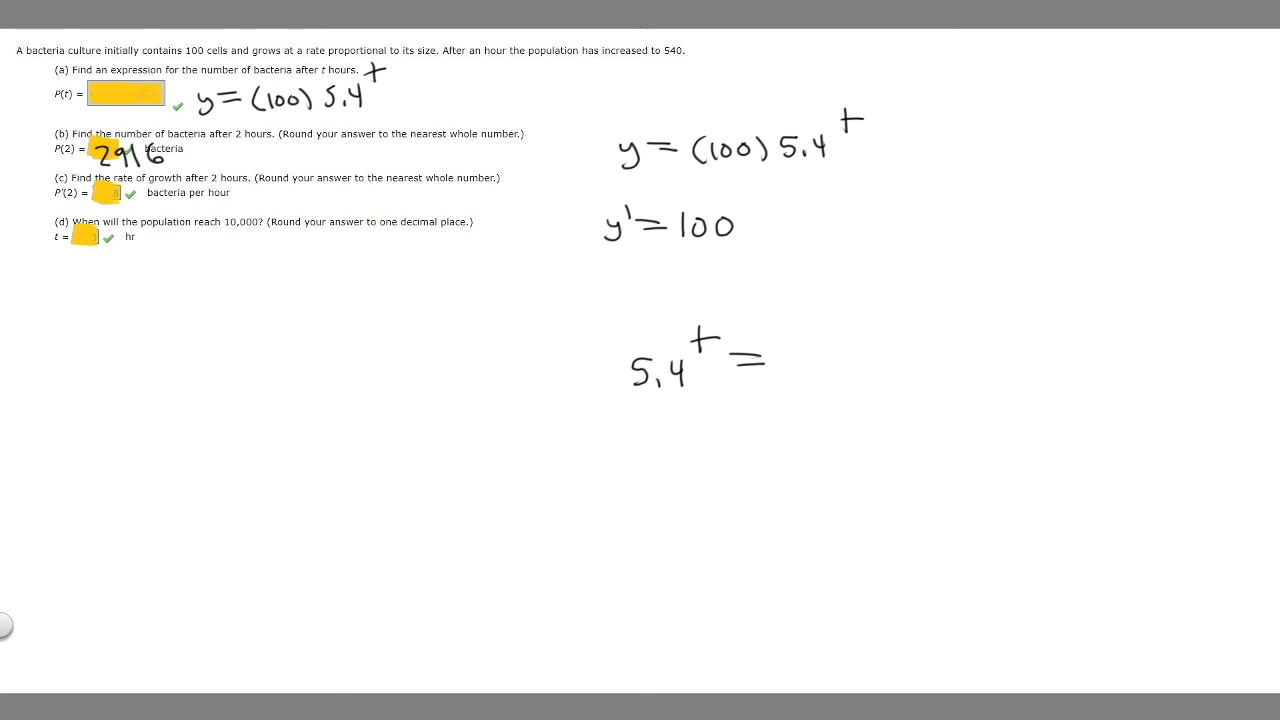 A bacteria culture initially contains 100 cells and grows at a rate proportional to its size. After an hour the population has increased to 540.
(a) Find an expression for the number of bacteria after t hours.
P(t) = y = (100) 5.4^t
(b) Find the number of bacteria after 2 hours. (Round your answer to the nearest whole number.)
P(2) = 2916 bacteria
(c) Find the rate of growth after 2 hours. (Round your answer to the nearest whole number.)
P'(2) = bacteria per hour
(d) When will the population reach 10,000? (Round your answer to one decimal place.)
t = hr
y = (100) 5.4^t
y' = 100
5.4^t =